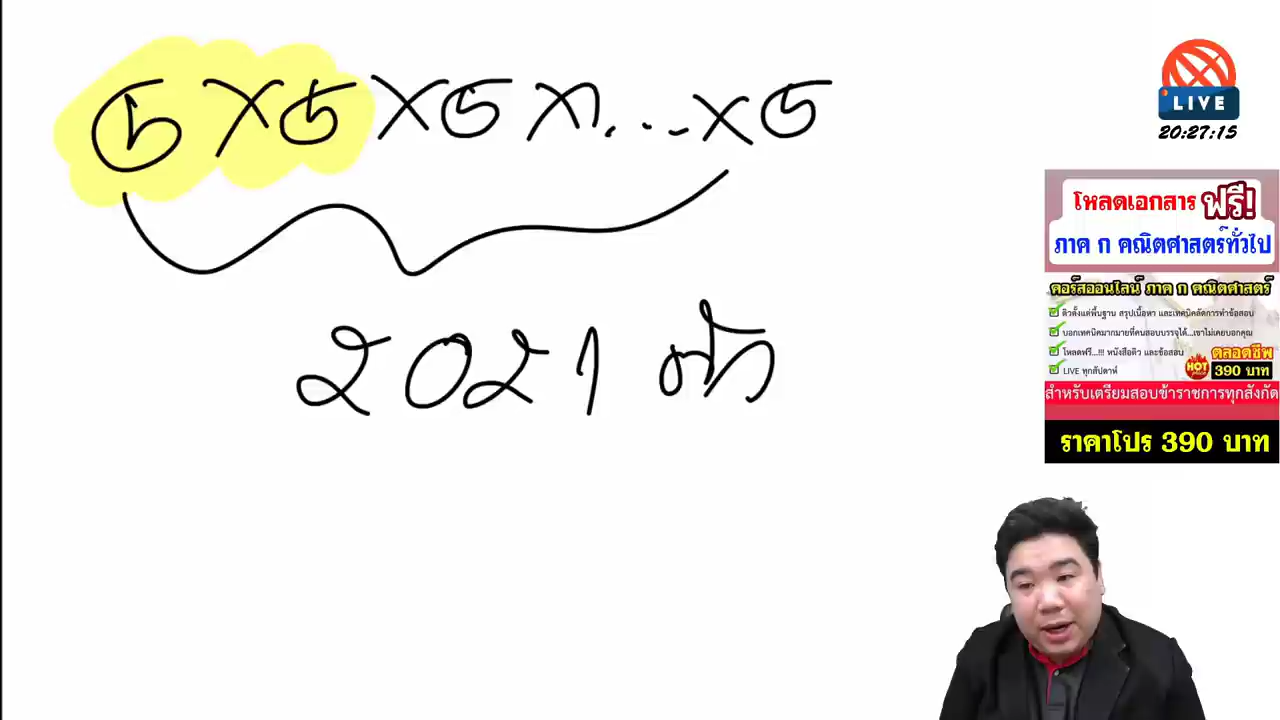 5 × 5 × 5 × ... × 5
2021 ตัว
LIVE
20:27:15
โหลดเอกสาร ฟรี!
ภาค ก คณิตศาสตร์ทั่วไป
คอร์สออนไลน์ ภาค ก คณิตศาสตร์
ติวตั้งแต่พื้นฐาน สรุปเนื้อหา และเทคนิคลัดการทำข้อสอบ
บอกเทคนิคมากมายที่คนสอบบรรจุได้...เขาไม่เคยบอกคุณ
โหลดฟรี...!!! หนังสือติว และข้อสอบ
ตลอดชีพ
LIVE ทุกสัปดาห์
HOT
390 บาท
สำหรับเตรียมสอบข้าราชการทุกสังกัด
ราคาโปร 390 บาท